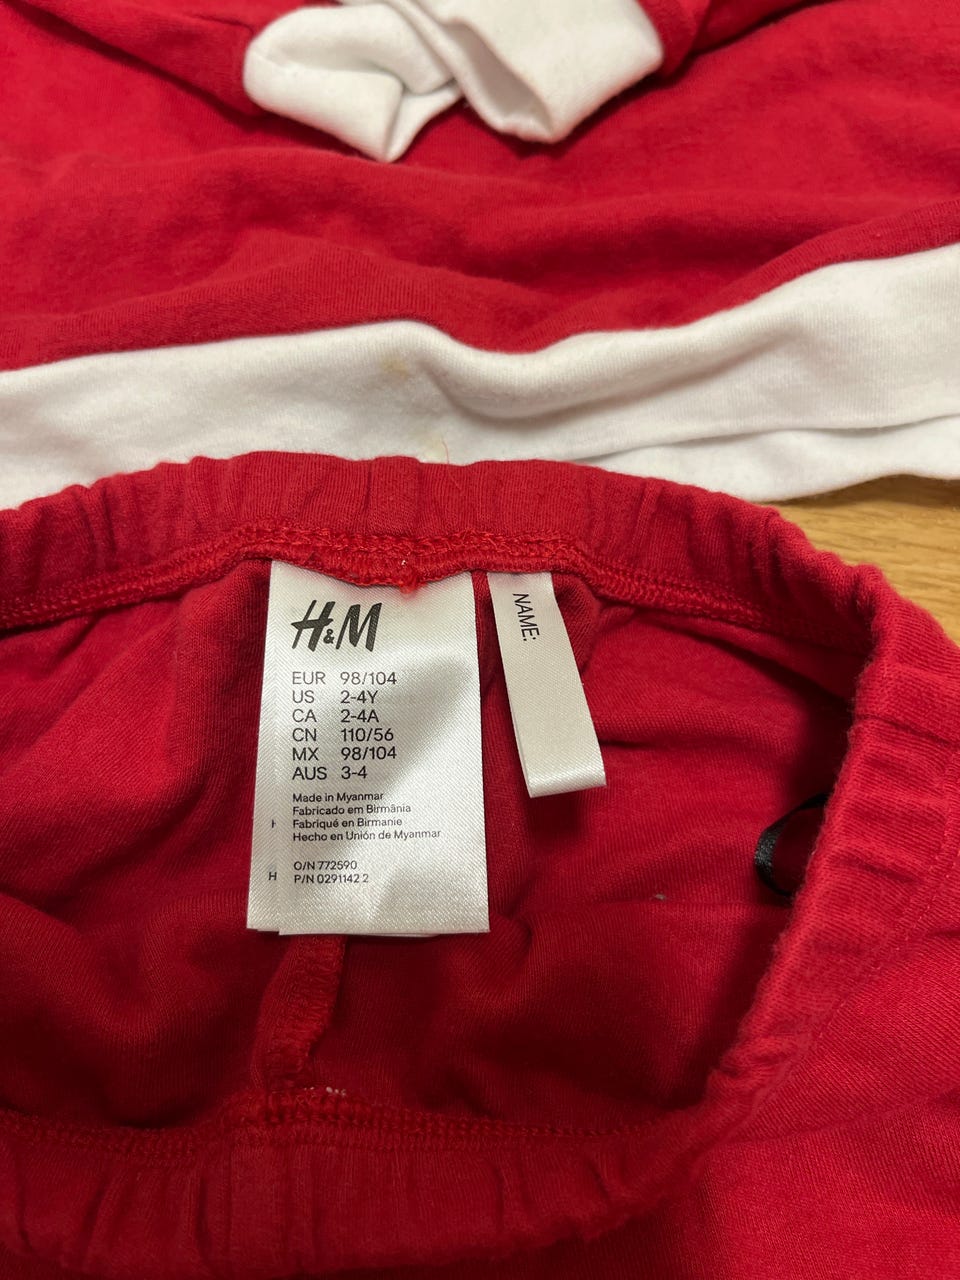 H&M
EUR 98/104
US 2-4Y
CA 2-4A
CN 110/56
MX 98/104
AUS 3-4
Made in Myanmar
Fabricado em Birmânia
Fabriqué en Birmanie
Hecho en Unión de Myanmar
O/N 772590
P/N 0291142 2
H
NAME: